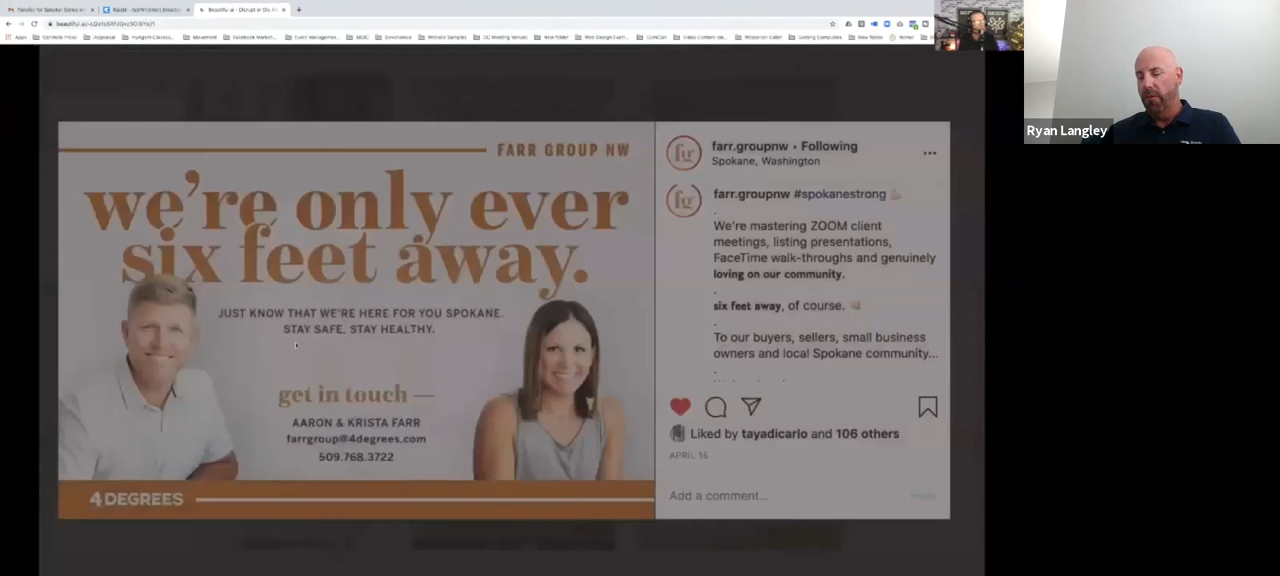 Ryan Langley
FARR GROUP NW
we're only ever
six feet away.
JUST KNOW THAT WE'RE HERE FOR YOU SPOKANE.
STAY SAFE, STAY HEALTHY.
get in touch —
AARON & KRISTA FARR
farrgroup@4degrees.com
509.768.3722
4 DEGREES
farr.groupnw • Following
Spokane, Washington
farr.groupnw #spokanestrong
.
We're mastering ZOOM client
meetings, listing presentations,
FaceTime walk-throughs and genuinely
loving on our community.
.
six feet away, of course.
.
To our buyers, sellers, small business
owners and local Spokane community...
.
Liked by tayadicarlo and 106 others
APRIL 15
Add a comment...